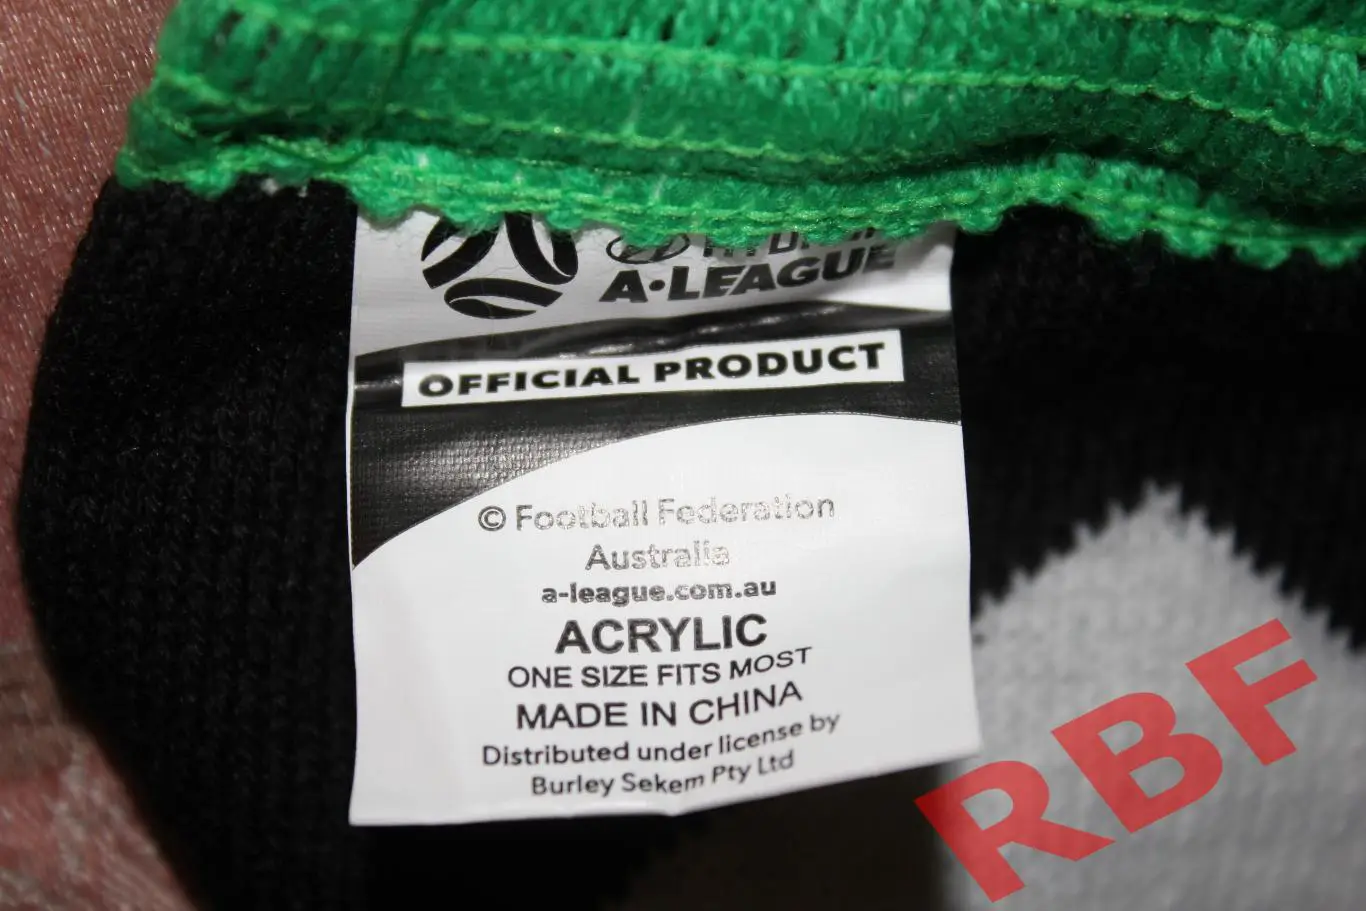 A-LEAGUE
OFFICIAL PRODUCT
© Football Federation
Australia
a-league.com.au
ACRYLIC
ONE SIZE FITS MOST
MADE IN CHINA
Distributed under license by
Burley Sekem Pty Ltd
RBF